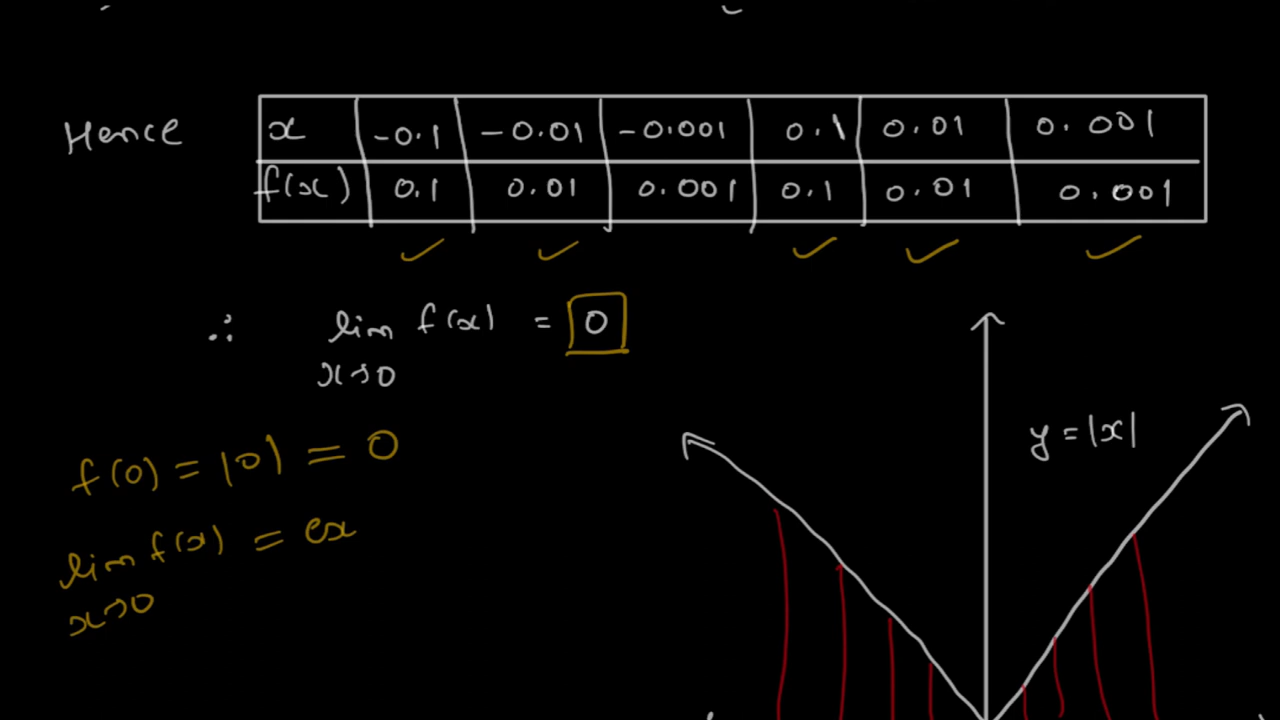 Hence
x -0.1 -0.01 -0.001 0.1 0.01 0.001
f(x) 0.1 0.01 0.001 0.1 0.01 0.001
∴ lim f(x) = 0
x→0
y = |x|
f(0) = |0| = 0
lim f(x) = ex
x→0